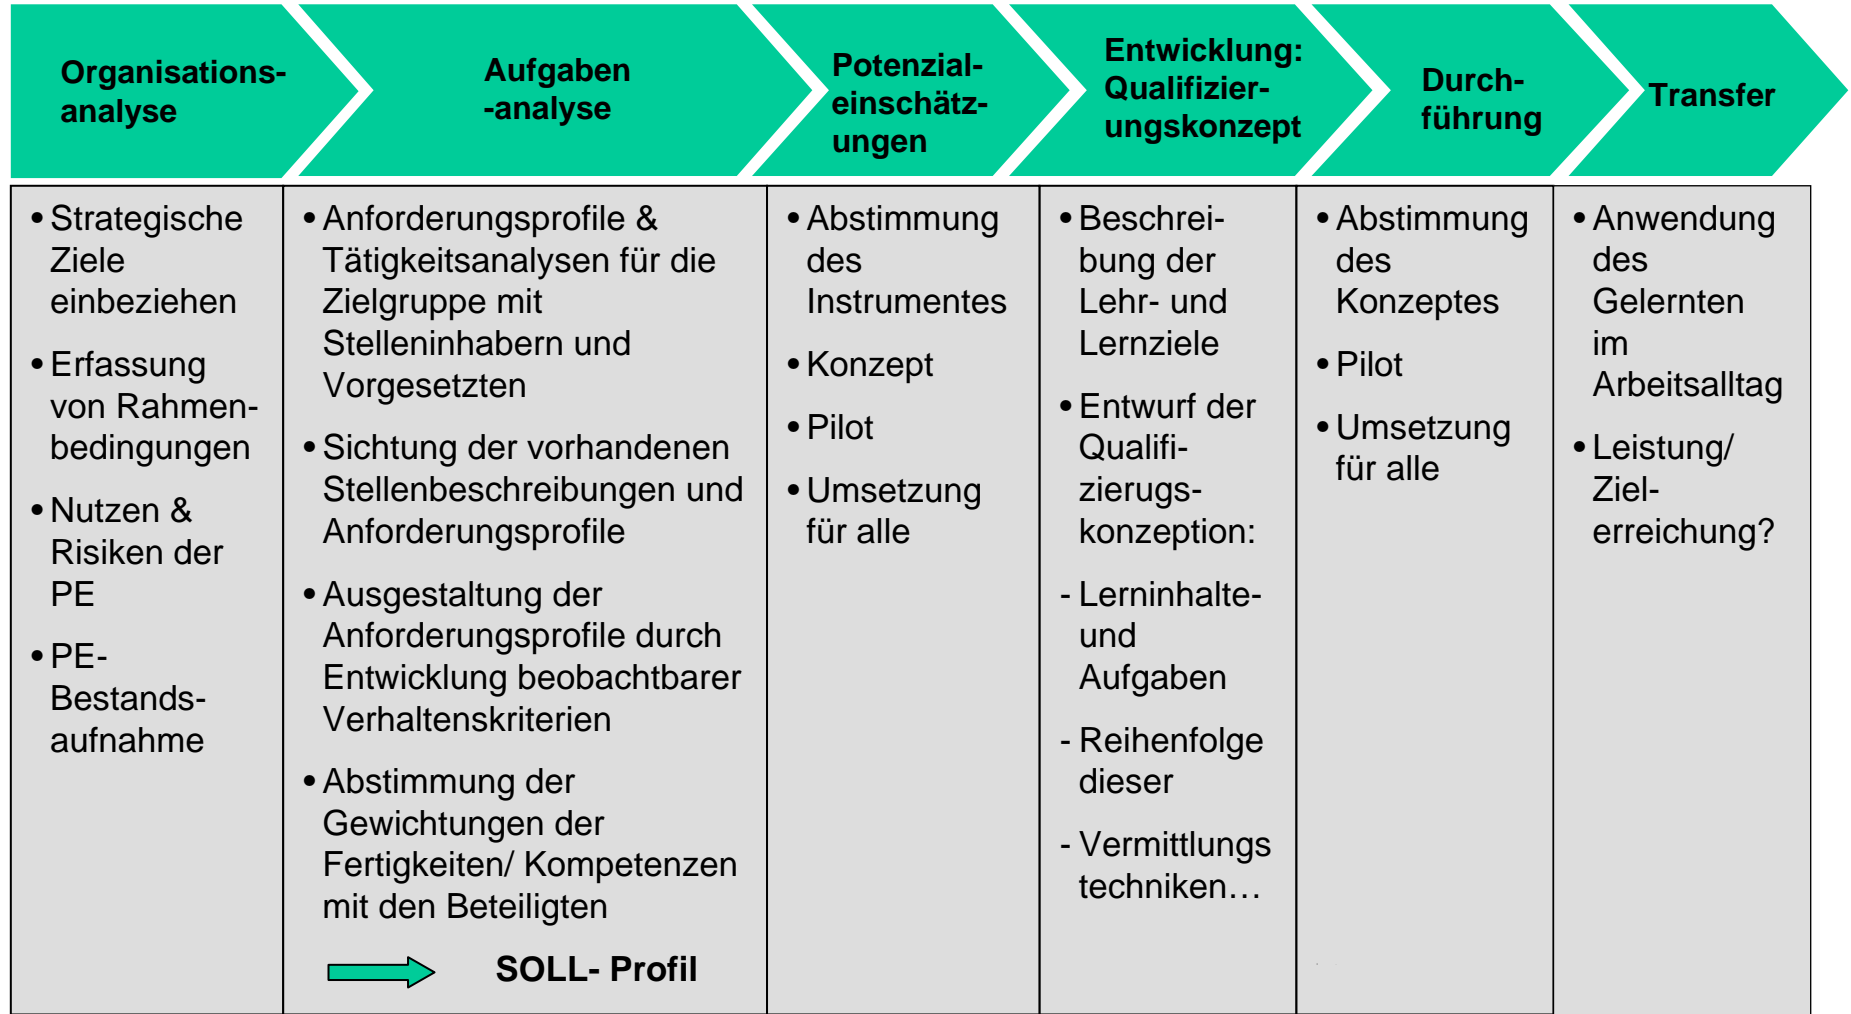 Organisations-
analyse
Aufgaben
-analyse
Potenzial-
einschätz-
ungen
Entwicklung:
Qualifizier-
ungskonzept
Durch-
führung
Transfer
• Strategische
Ziele
einbeziehen
• Erfassung
von Rahmen-
bedingungen
• Nutzen &
Risiken der
PE
• PE-
Bestands-
aufnahme
• Anforderungsprofile &
Tätigkeitsanalysen für die
Zielgruppe mit
Stelleninhabern und
Vorgesetzten
• Sichtung der vorhandenen
Stellenbeschreibungen und
Anforderungsprofile
• Ausgestaltung der
Anforderungsprofile durch
Entwicklung beobachtbarer
Verhaltenskriterien
• Abstimmung der
Gewichtungen der
Fertigkeiten/ Kompetenzen
mit den Beteiligten
SOLL- Profil
• Abstimmung
des
Instrumentes
• Konzept
• Pilot
• Umsetzung
für alle
• Beschrei-
bung der
Lehr- und
Lernziele
• Entwurf der
Qualifi-
zierugs-
konzeption:
- Lerninhalte-
und
Aufgaben
- Reihenfolge
dieser
- Vermittlungs
techniken…
• Abstimmung
des
Konzeptes
• Pilot
• Umsetzung
für alle
• Anwendung
des
Gelernten
im
Arbeitsalltag
• Leistung/
Ziel-
erreichung?